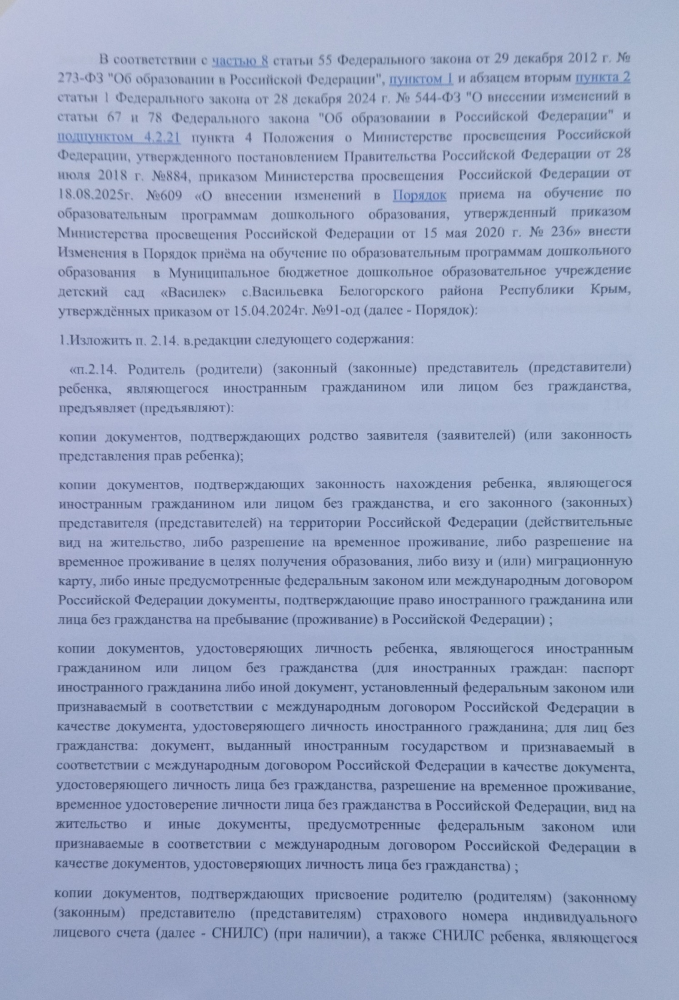 В соответствии с частью 8 статьи 55 Федерального закона от 29 декабря 2012 г. №
273-ФЗ "Об образовании в Российской Федерации", пунктом 1 и абзацем вторым пункта 2
статьи 1 Федерального закона от 28 декабря 2024 г. № 544-ФЗ "О внесении изменений в
статьи 67 и 78 Федерального закона "Об образовании в Российской Федерации" и
подпунктом 4.2.21 пункта 4 Положения о Министерстве просвещения Российской
Федерации, утвержденного постановлением Правительства Российской Федерации от 28
июля 2018 г. №884, приказом Министерства просвещения Российской Федерации от
18.08.2025г. №609 «О внесении изменений в Порядок приема на обучение по
образовательным программам дошкольного образования, утвержденный приказом
Министерства просвещения Российской Федерации от 15 мая 2020 г. № 236» внести
Изменения в Порядок приёма на обучение по образовательным программам дошкольного
образования в Муниципальное бюджетное дошкольное образовательное учреждение
детский сад «Василек» с.Васильевка Белогорского района Республики Крым,
утверждённых приказом от 15.04.2024г. №91-од (далее - Порядок):
1.Изложить п. 2.14. в.редакции следующего содержания:
«п.2.14. Родитель (родители) (законный (законные) представитель (представители)
ребенка, являющегося иностранным гражданином или лицом без гражданства,
предъявляет (предъявляют):
копии документов, подтверждающих родство заявителя (заявителей) (или законность
представления прав ребенка);
копии документов, подтверждающих законность нахождения ребенка, являющегося
иностранным гражданином или лицом без гражданства, и его законного (законных)
представителя (представителей) на территории Российской Федерации (действительные
вид на жительство, либо разрешение на временное проживание, либо разрешение на
временное проживание в целях получения образования, либо визу и (или) миграционную
карту, либо иные предусмотренные федеральным законом или международным договором
Российской Федерации документы, подтверждающие право иностранного гражданина или
лица без гражданства на пребывание (проживание) в Российской Федерации) ;
копии документов, удостоверяющих личность ребенка, являющегося иностранным
гражданином или лицом без гражданства (для иностранных граждан: паспорт
иностранного гражданина либо иной документ, установленный федеральным законом или
признаваемый в соответствии с международным договором Российской Федерации в
качестве документа, удостоверяющего личность иностранного гражданина; для лиц без
гражданства: документ, выданный иностранным государством и признаваемый в
соответствии с международным договором Российской Федерации в качестве документа,
удостоверяющего личность лица без гражданства, разрешение на временное проживание,
временное удостоверение личности лица без гражданства в Российской Федерации, вид на
жительство и иные документы, предусмотренные федеральным законом или
признаваемые в соответствии с международным договором Российской Федерации в
качестве документов, удостоверяющих личность лица без гражданства) ;
копии документов, подтверждающих присвоение родителю (родителям) (законному
(законным) представителю (представителям) страхового номера индивидуального
лицевого счета (далее - СНИЛС) (при наличии), а также СНИЛС ребенка, являющегося